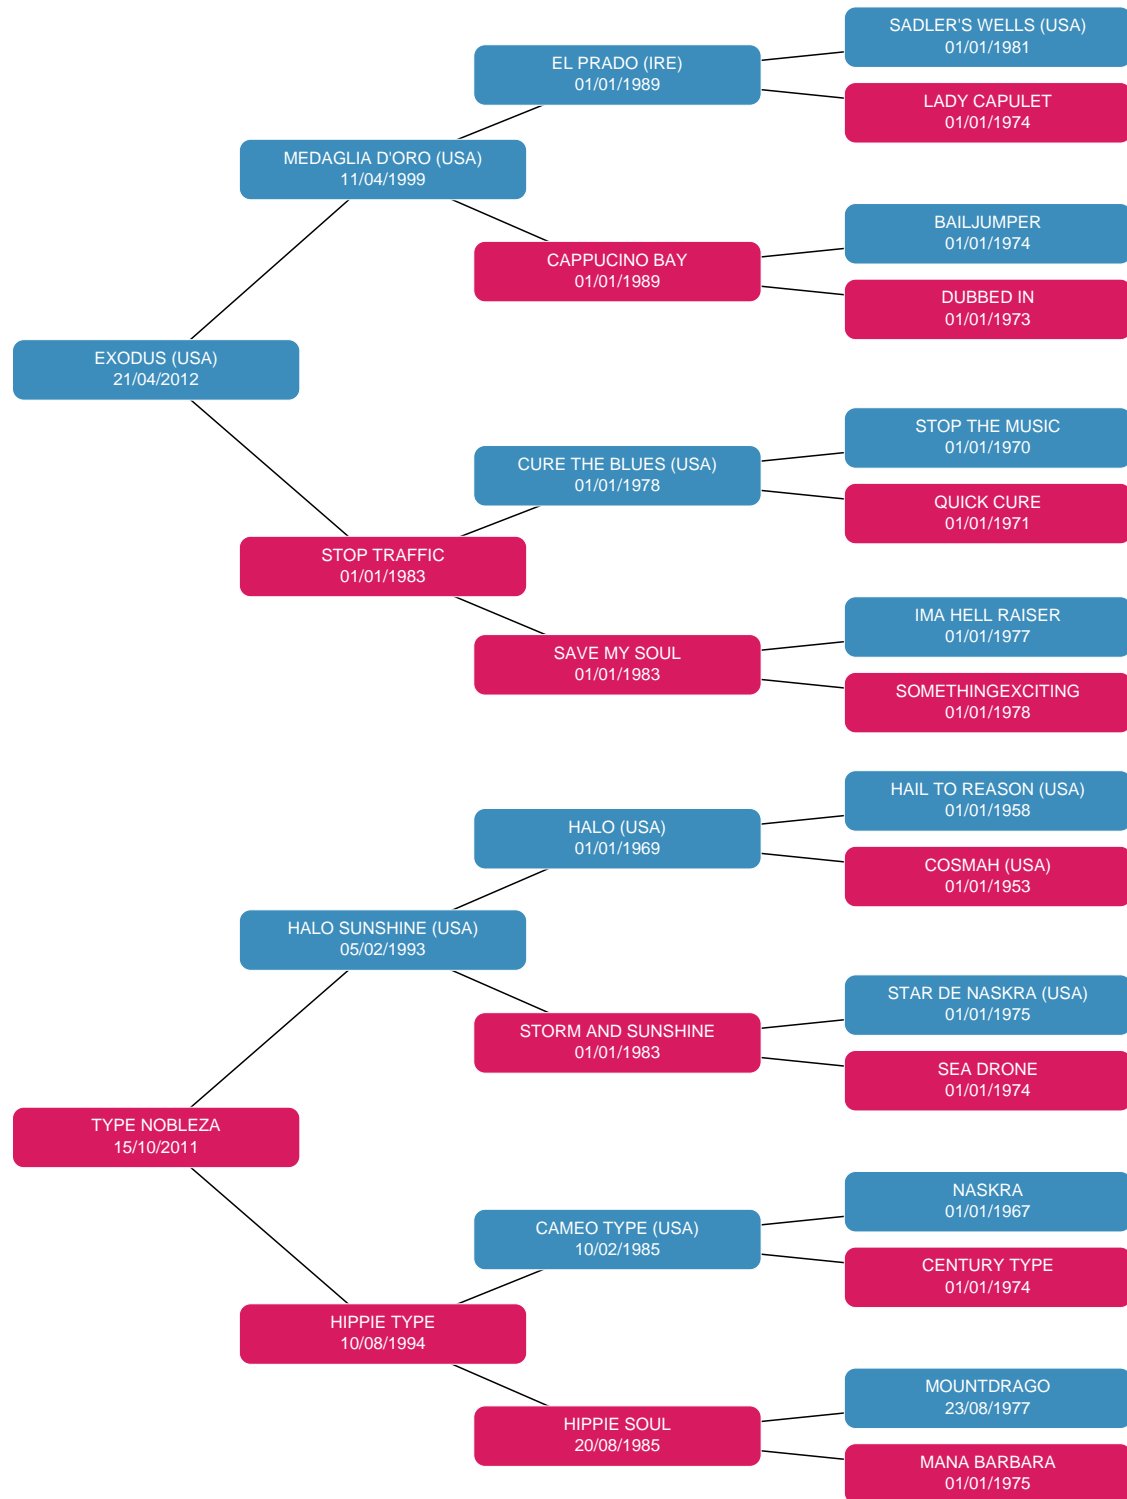 SADLER'S WELLS (USA)
01/01/1981
EL PRADO (IRE)
01/01/1989
LADY CAPULET
01/01/1974
MEDAGLIA D'ORO (USA)
11/04/1999
BAILJUMPER
01/01/1974
CAPPUCINO BAY
01/01/1989
DUBBED IN
01/01/1973
EXODUS (USA)
21/04/2012
STOP THE MUSIC
01/01/1970
CURE THE BLUES (USA)
01/01/1978
QUICK CURE
01/01/1971
STOP TRAFFIC
01/01/1983
IMA HELL RAISER
01/01/1977
SAVE MY SOUL
01/01/1983
SOMETHINGEXCITING
01/01/1978
HAIL TO REASON (USA)
01/01/1958
HALO (USA)
01/01/1969
COSMAH (USA)
01/01/1953
HALO SUNSHINE (USA)
05/02/1993
STAR DE NASKRA (USA)
01/01/1975
STORM AND SUNSHINE
01/01/1983
SEA DRONE
01/01/1974
TYPE NOBLEZA
15/10/2011
NASKRA
01/01/1967
CAMEO TYPE (USA)
10/02/1985
CENTURY TYPE
01/01/1974
HIPPIE TYPE
10/08/1994
MOUNTDRAGO
23/08/1977
HIPPIE SOUL
20/08/1985
MANA BARBARA
01/01/1975